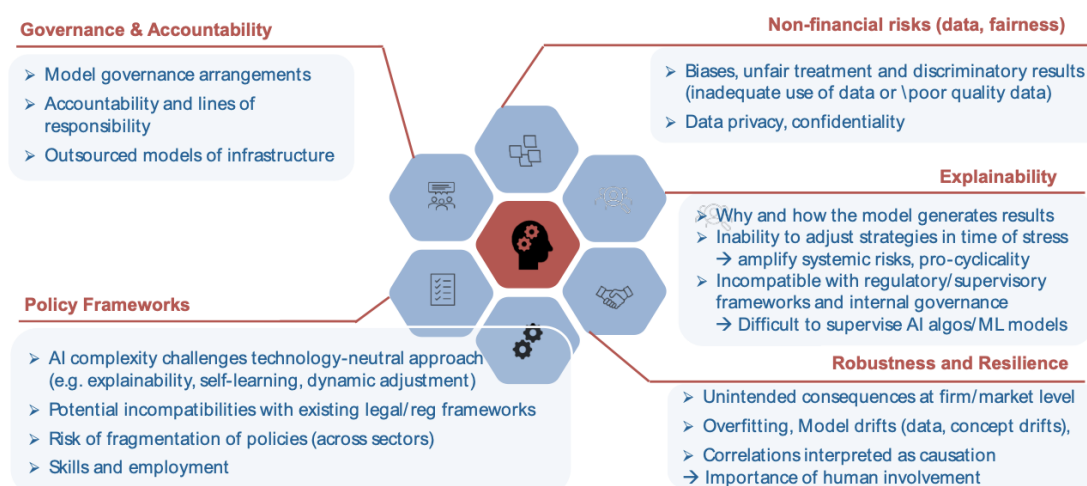 Governance & Accountability
➢ Model governance arrangements
➢ Accountability and lines of
responsibility
➢ Outsourced models of infrastructure
Non-financial risks (data, fairness)
➢ Biases, unfair treatment and discriminatory results
(inadequate use of data or \poor quality data)
➢ Data privacy, confidentiality
Explainability
➢ Why and how the model generates results
➢ Inability to adjust strategies in time of stress
→ amplify systemic risks, pro-cyclicality
➢ Incompatible with regulatory/supervisory
frameworks and internal governance
→ Difficult to supervise AI algos/ML models
Policy Frameworks
➢ AI complexity challenges technology-neutral approach
(e.g. explainability, self-learning, dynamic adjustment)
➢ Potential incompatibilities with existing legal/reg frameworks
➢ Risk of fragmentation of policies (across sectors)
➢ Skills and employment
Robustness and Resilience
➢ Unintended consequences at firm/market level
➢ Overfitting, Model drifts (data, concept drifts),
➢ Correlations interpreted as causation
→ Importance of human involvement